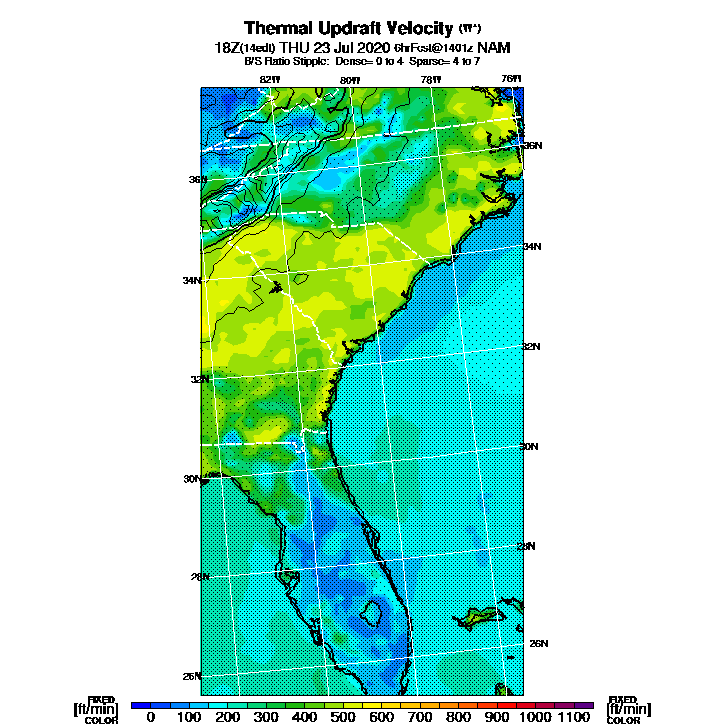 Thermal Updraft Velocity (W*)
18Z(14edt) THU 23 Jul 2020 6hrFcst@1401z NAM
B/S Ratio Stipple: Dense= 0 to 4 Sparse= 4 to 7
82W 80W 78W 76W
36N
36N
34N
34N
32N
32N
30N
30N
28N
28N
26N
26N
FIXED FIXED
[ft/min] 0 100 200 300 400 500 600 700 800 900 1000 1100 [ft/min]
COLOR COLOR